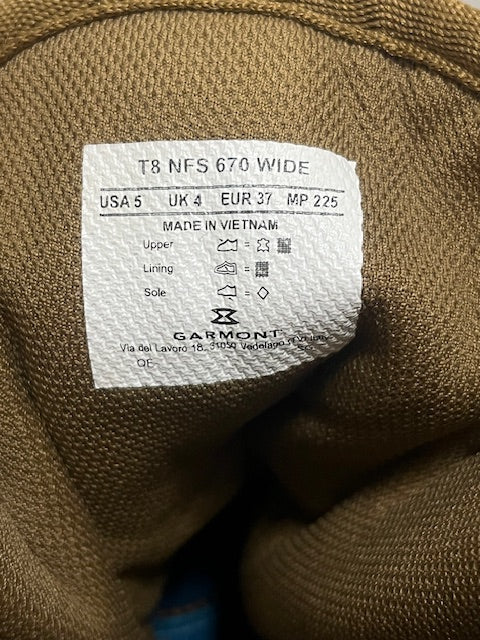 T8 NFS 670 WIDE
USA 5 UK 4 EUR 37 MP 225
MADE IN VIETNAM
Upper = 
Lining = 
Sole = 
GARMONT
Via del Lavoro 18, 31050 Vedelago